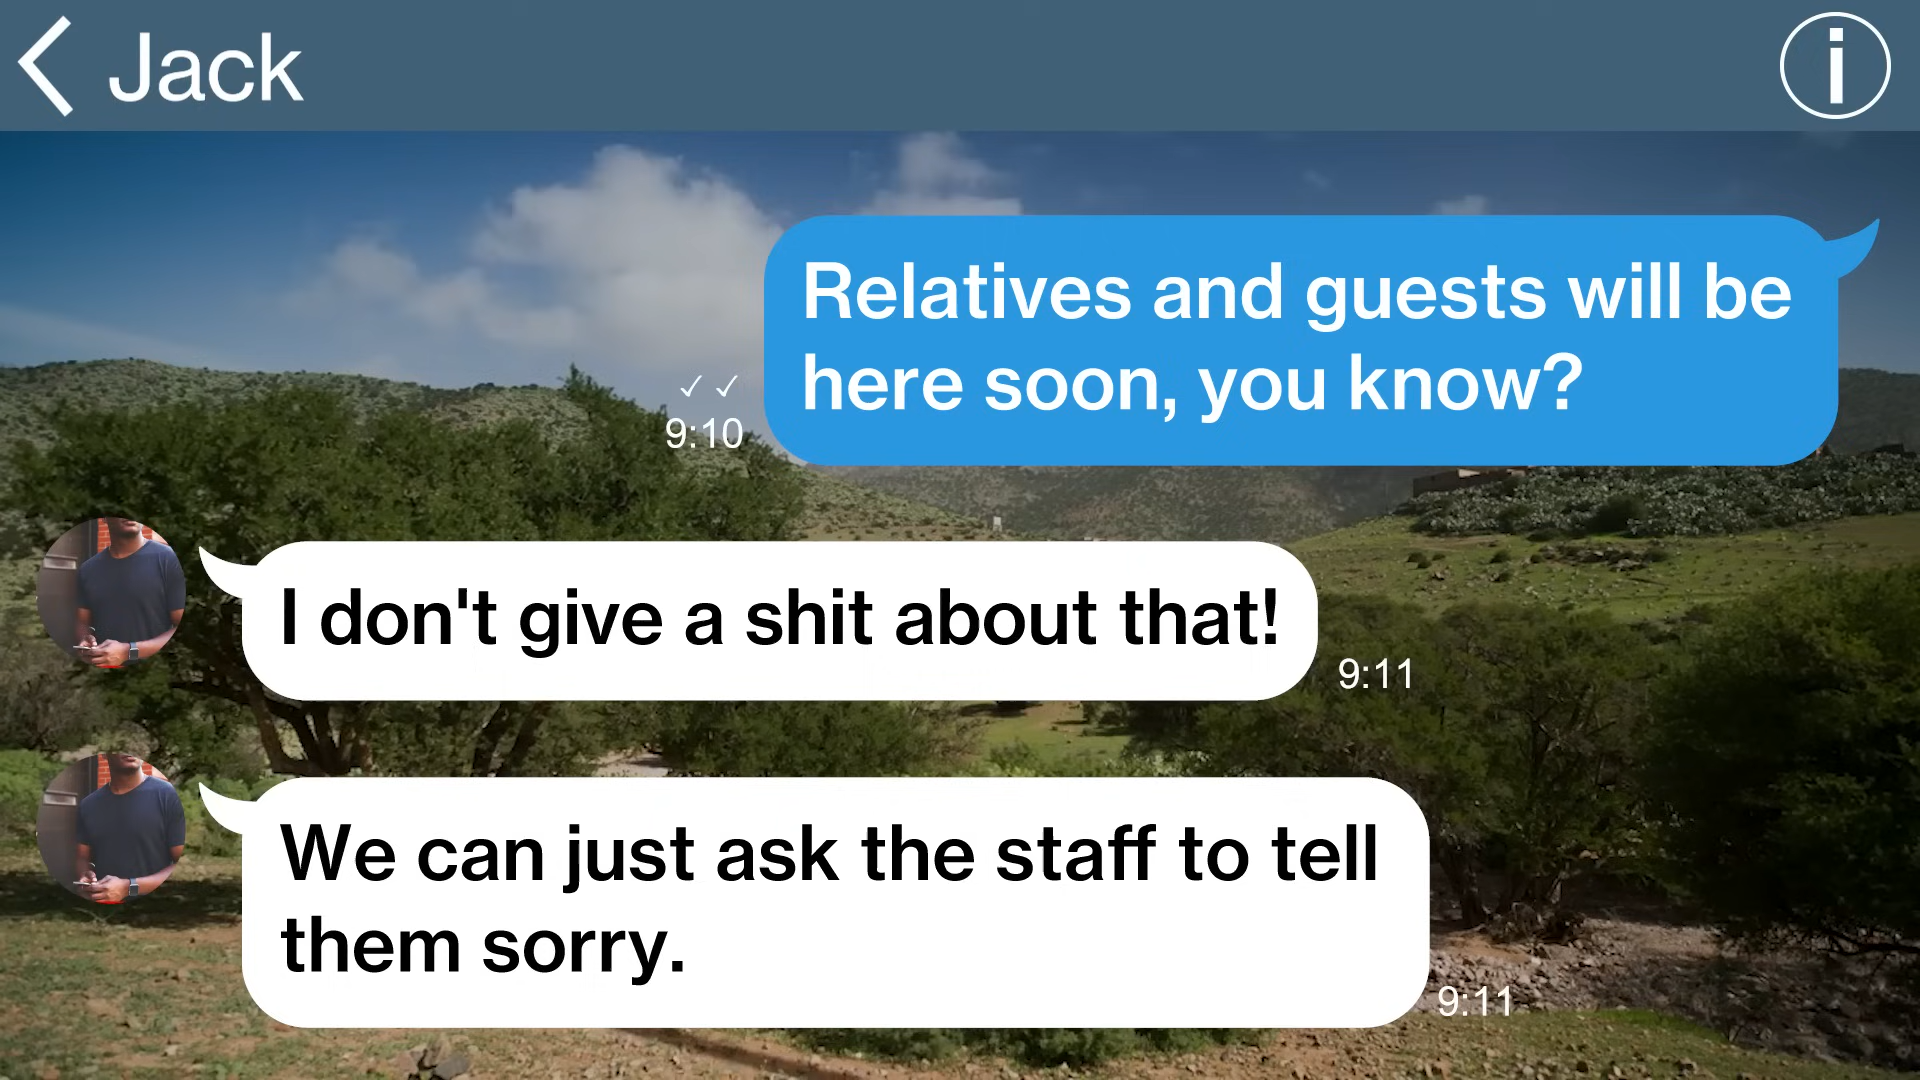 Jack
Relatives and guests will be
here soon, you know?
✓ ✓
9:10
I don't give a shit about that!
9:11
We can just ask the staff to tell
them sorry.
9:11